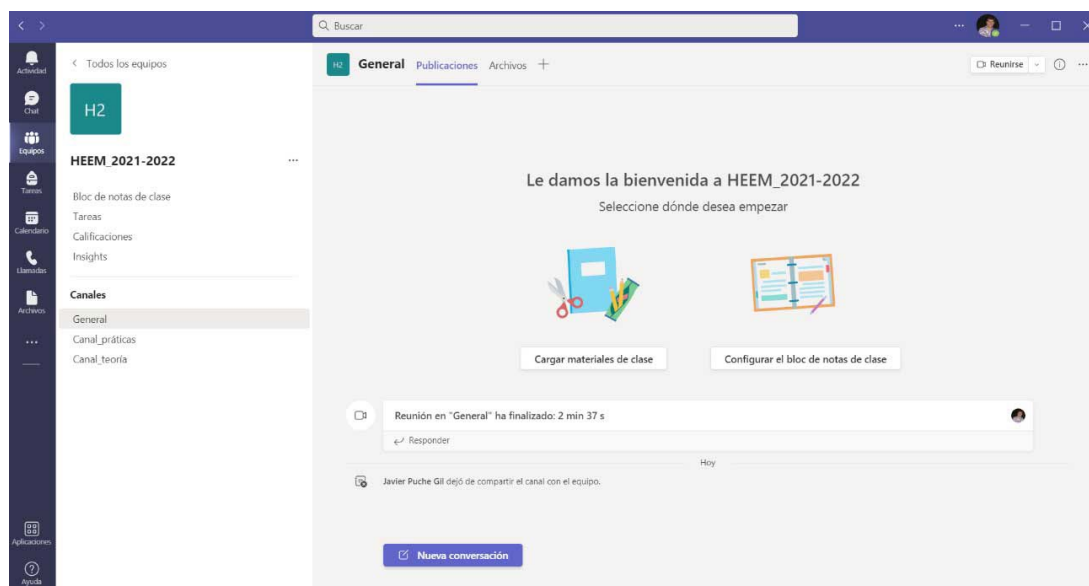 Buscar
Actividad
Chat
Equipos
Tareas
Calendario
Llamadas
Archivos
Aplicaciones
Ayuda
Todos los equipos
H2
HEEM_2021-2022
Bloc de notas de clase
Tareas
Calificaciones
Insights
Canales
General
Canal_práticas
Canal_teoría
H2 General Publicaciones Archivos
Reunirse
Le damos la bienvenida a HEEM_2021-2022
Seleccione dónde desea empezar
Cargar materiales de clase
Configurar el bloc de notas de clase
Reunión en "General" ha finalizado: 2 min 37 s
Responder
Hoy
Javier Puche Gil dejó de compartir el canal con el equipo.
Nueva conversación